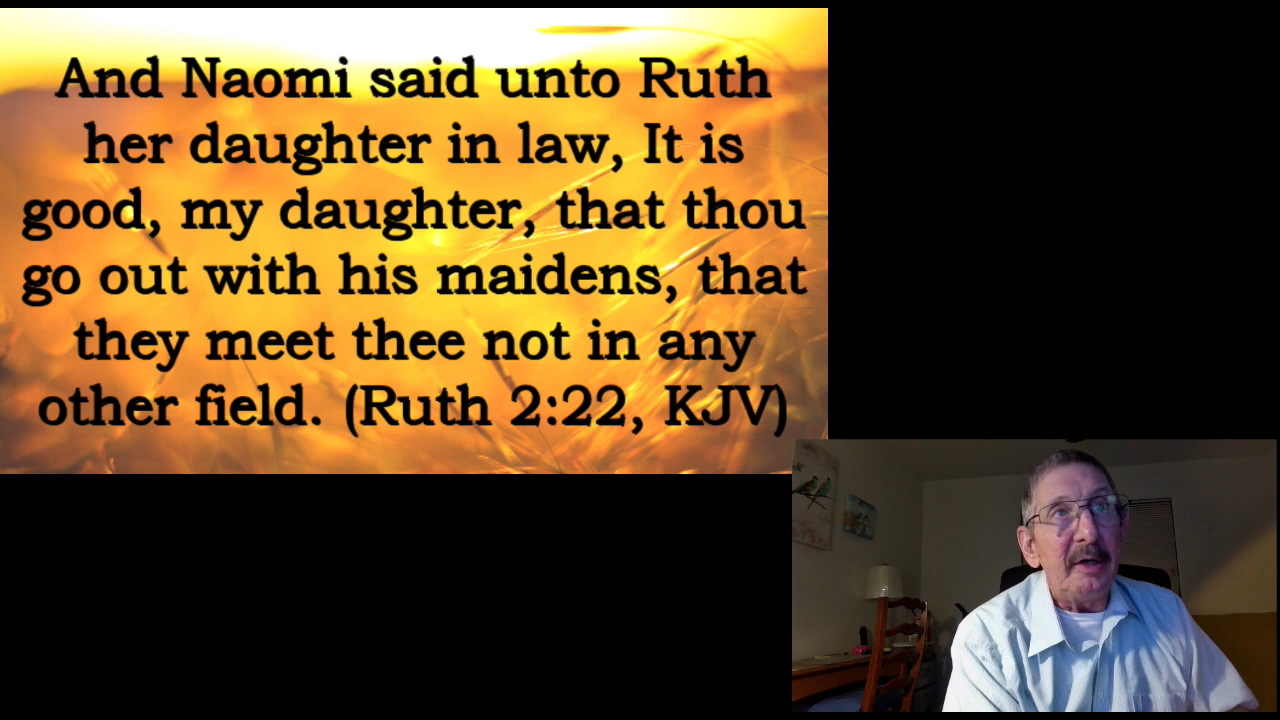 And Naomi said unto Ruth
her daughter in law, It is
good, my daughter, that thou
go out with his maidens, that
they meet thee not in any
other field. (Ruth 2:22, KJV)